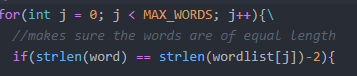 for(int j = 0; j < MAX_WORDS; j++){\
//makes sure the words are of equal length
if(strlen(word) == strlen(wordlist[j])-2){